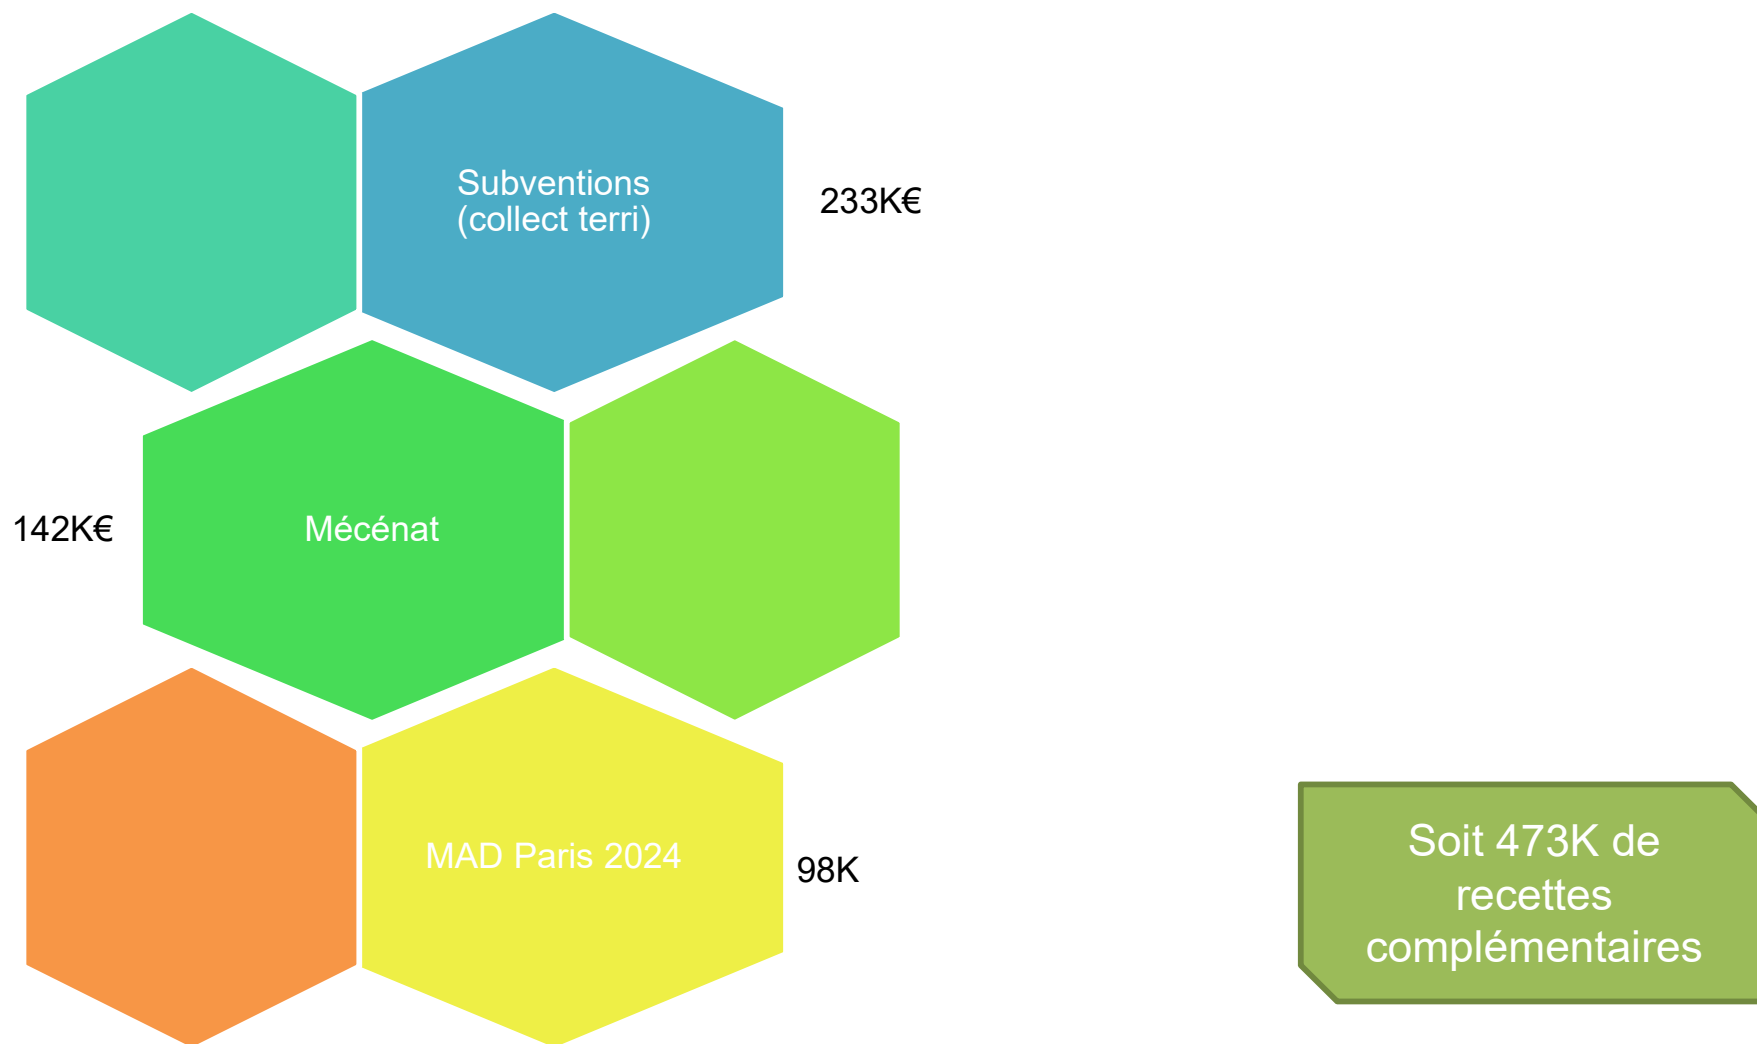 Subventions
(collect terri)
233K€
142K€
Mécénat
MAD Paris 2024
98K
Soit 473K de
recettes
complémentaires